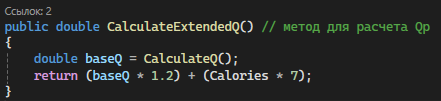 Ссылок: 2
public double CalculateExtendedQ() // метод для расчета Qp
{
    double baseQ = CalculateQ();
    return (baseQ * 1.2) + (Calories * 7);
}